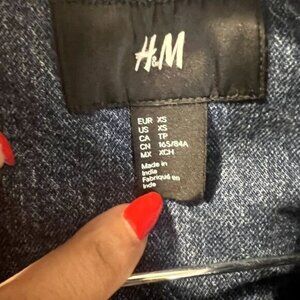 H&M
EUR XS
US XS
CA TP
CN 165/84A
MX XCH
Made in
India
Fabriqué en
Inde